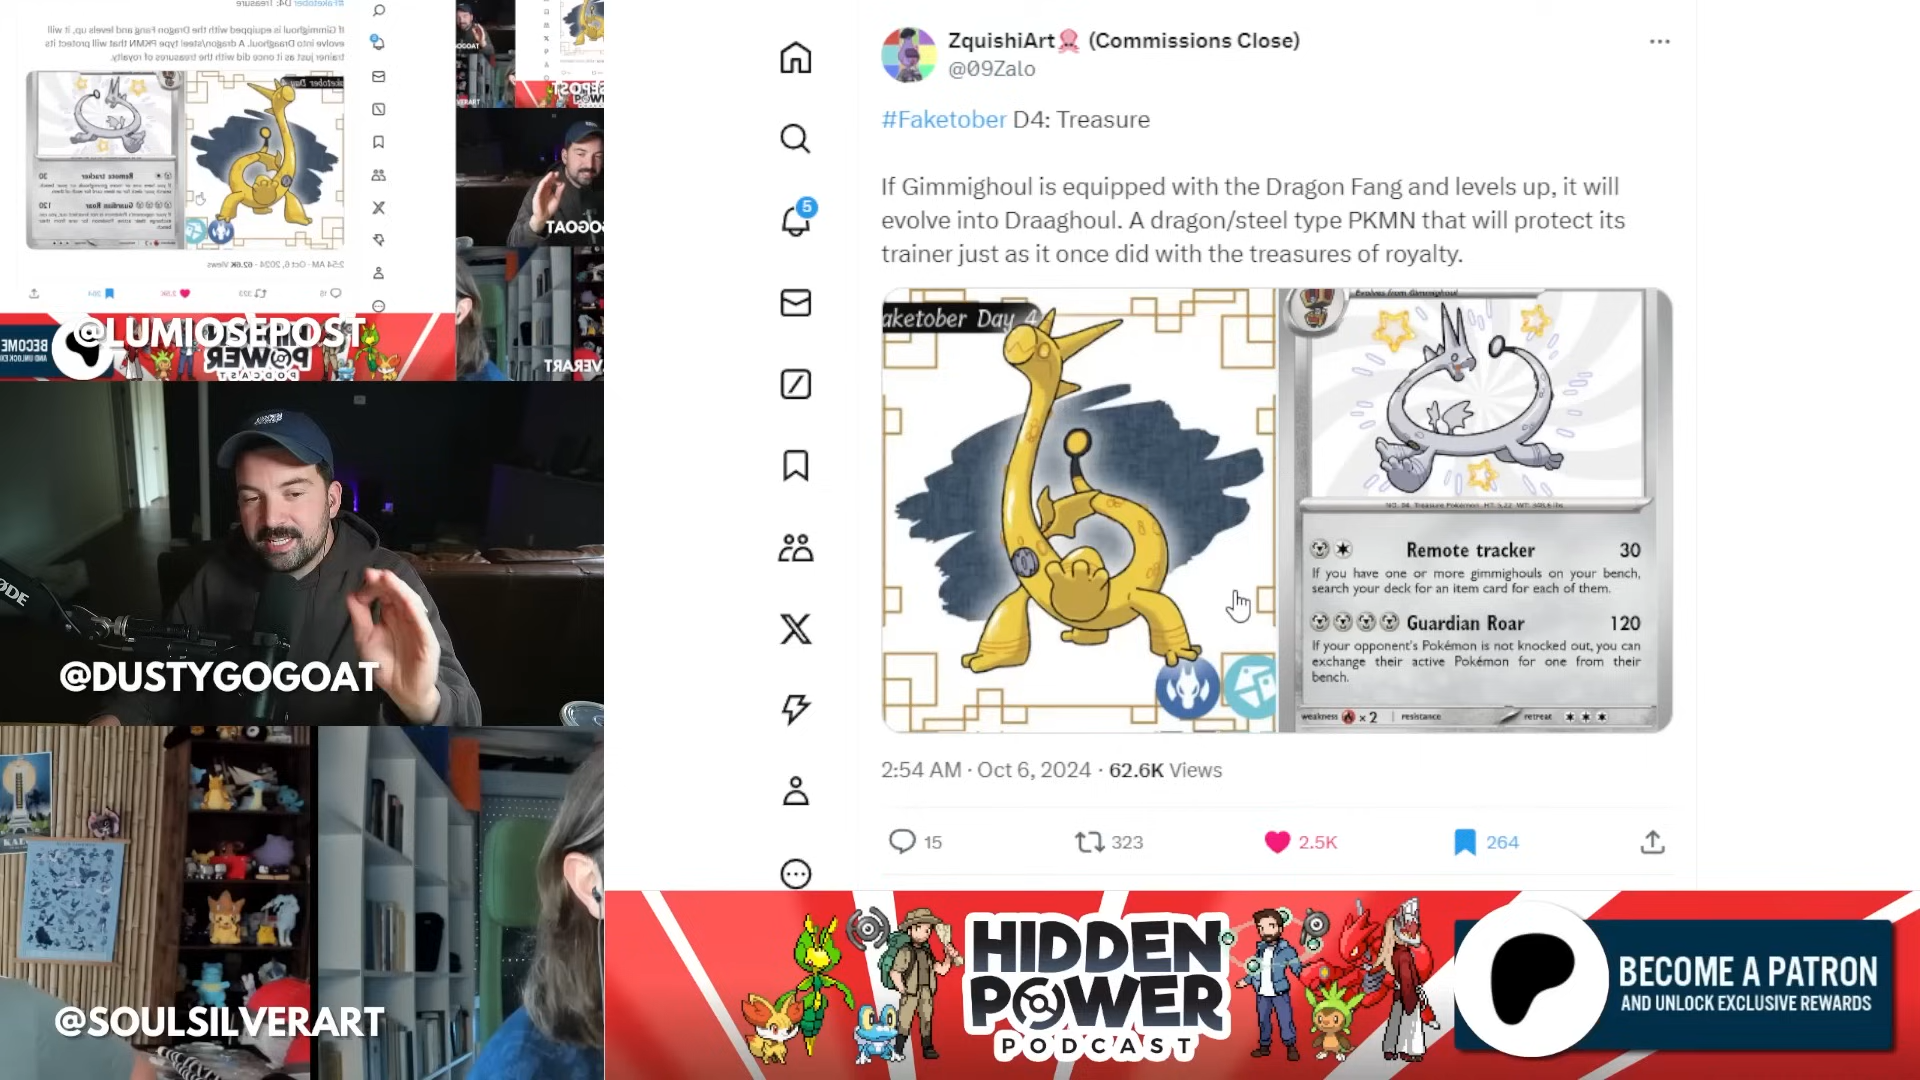 ZquishiArt (Commissions Close)
@09Zalo
#Faketober D4: Treasure
If Gimmighoul is equipped with the Dragon Fang and levels up, it will
evolve into Draaghoul. A dragon/steel type PKMN that will protect its
trainer just as it once did with the treasures of royalty.
aketober Day 4
Evolves from Gimmighoul
Remote tracker 30
If you have one or more gimmighouls on your bench,
search your deck for an item card for each of them.
Guardian Roar 120
If your opponent's Pokémon is not knocked out, you can
exchange their active Pokémon for one from their
bench.
weakness x 2 resistance retreat
2:54 AM · Oct 6, 2024 · 62.6K Views
15 323 2.5K 264
5
@LUMIOSEPOST
@DUSTYGOGOAT
@SOULSILVERART
HIDDEN
POWER
PODCAST
BECOME A PATRON
AND UNLOCK EXCLUSIVE REWARDS